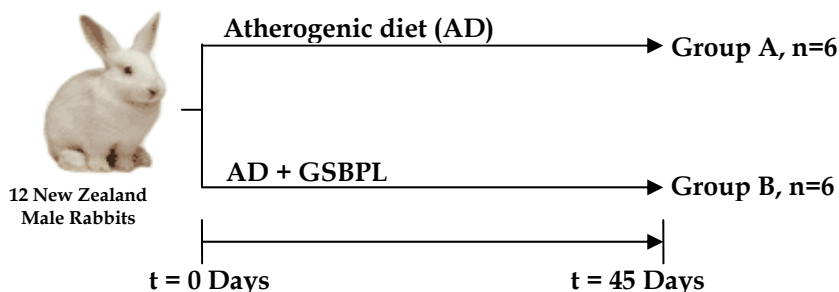 Atherogenic diet (AD)
Group A, n=6
12 New Zealand
Male Rabbits
AD + GSBPL
Group B, n=6
t = 0 Days
t = 45 Days